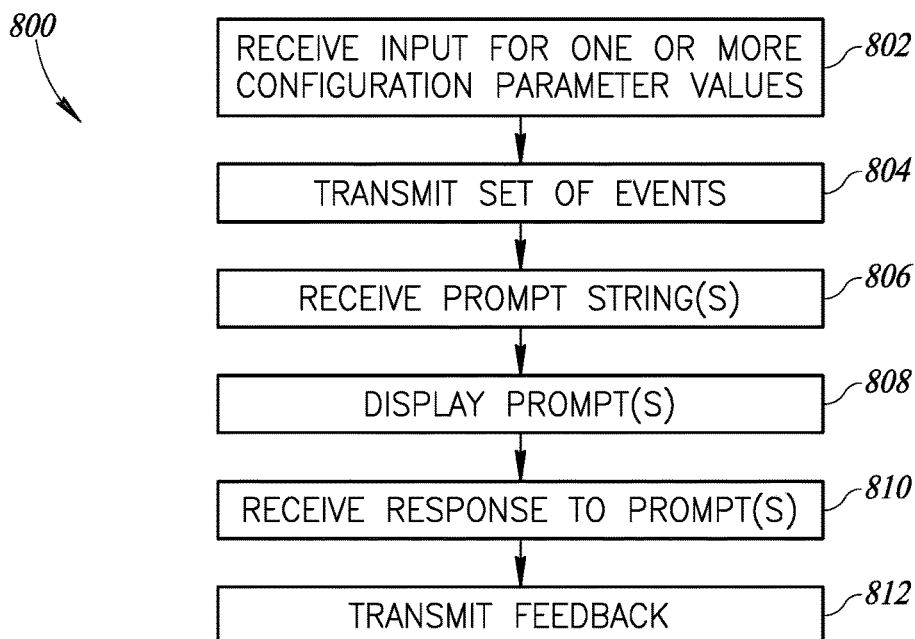 800
RECEIVE INPUT FOR ONE OR MORE
CONFIGURATION PARAMETER VALUES
802
TRANSMIT SET OF EVENTS
804
RECEIVE PROMPT STRING(S)
806
DISPLAY PROMPT(S)
808
RECEIVE RESPONSE TO PROMPT(S)
810
TRANSMIT FEEDBACK
812